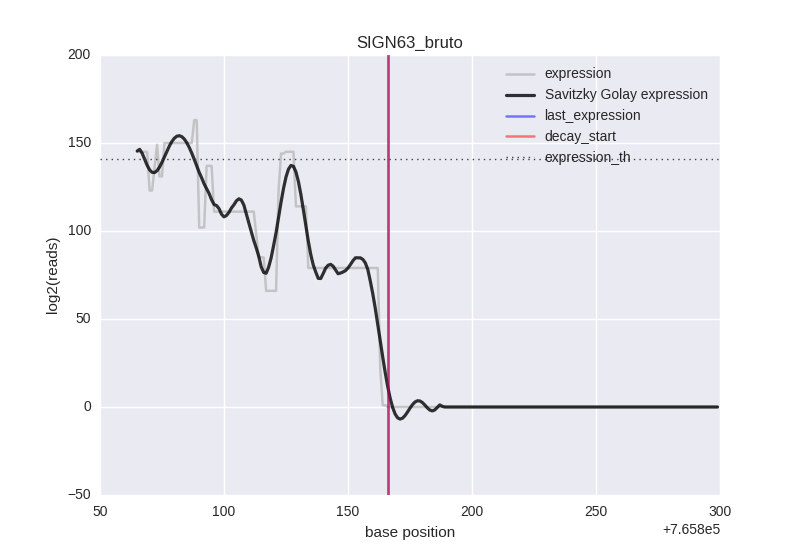 SIGN63_bruto
200
150
100
50
0
−50
log2(reads)
expression
Savitzky Golay expression
last_expression
decay_start
expression_th
50
100
150
200
250
300
base position
+7.658e5